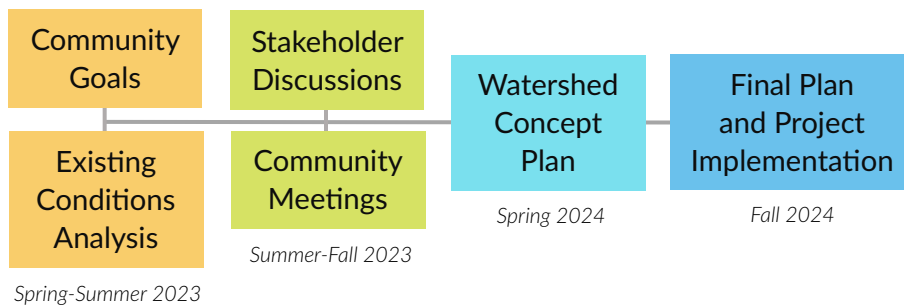 Community
Goals
Existing
Conditions
Analysis
Spring-Summer 2023
Stakeholder
Discussions
Community
Meetings
Summer-Fall 2023
Watershed
Concept
Plan
Spring 2024
Final Plan
and Project
Implementation
Fall 2024